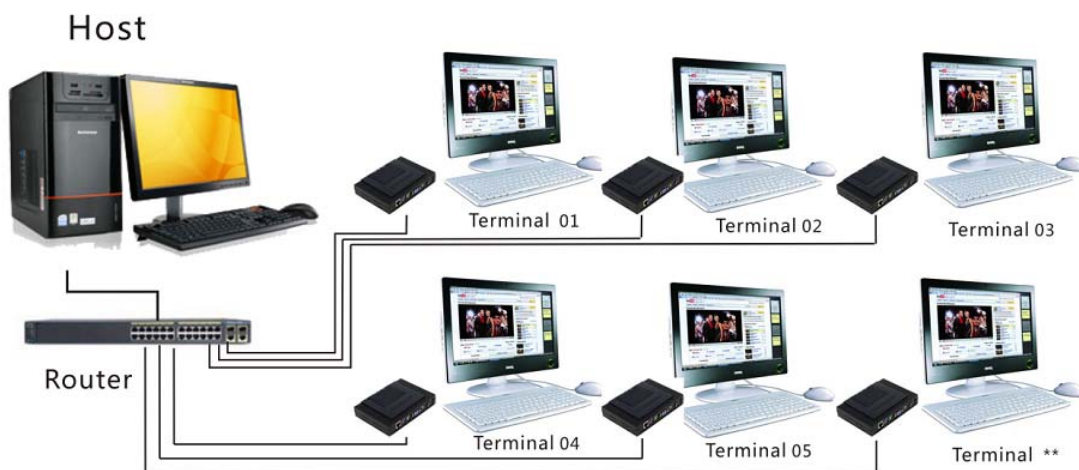 Host
Terminal 01
Terminal 02
Terminal 03
Router
Terminal 04
Terminal 05
Terminal **